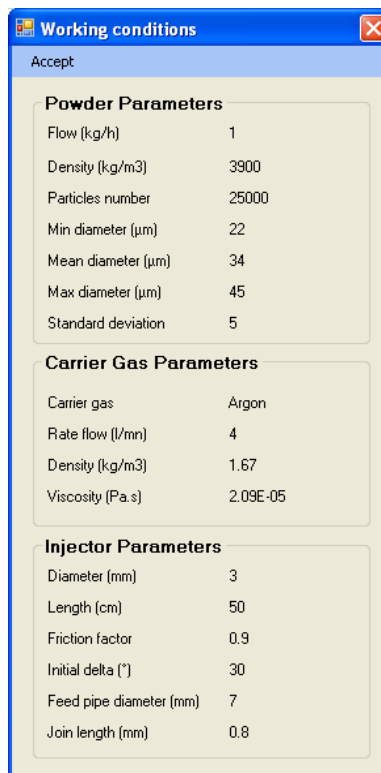 Working conditions
Accept
Powder Parameters
Flow (kg/h) 1
Density (kg/m3) 3900
Particles number 25000
Min diameter (µm) 22
Mean diameter (µm) 34
Max diameter (µm) 45
Standard deviation 5
Carrier Gas Parameters
Carrier gas Argon
Rate flow (l/mn) 4
Density (kg/m3) 1.67
Viscosity (Pa.s) 2.09E-05
Injector Parameters
Diameter (mm) 3
Length (cm) 50
Friction factor 0.9
Initial delta (°) 30
Feed pipe diameter (mm) 7
Join length (mm) 0.8